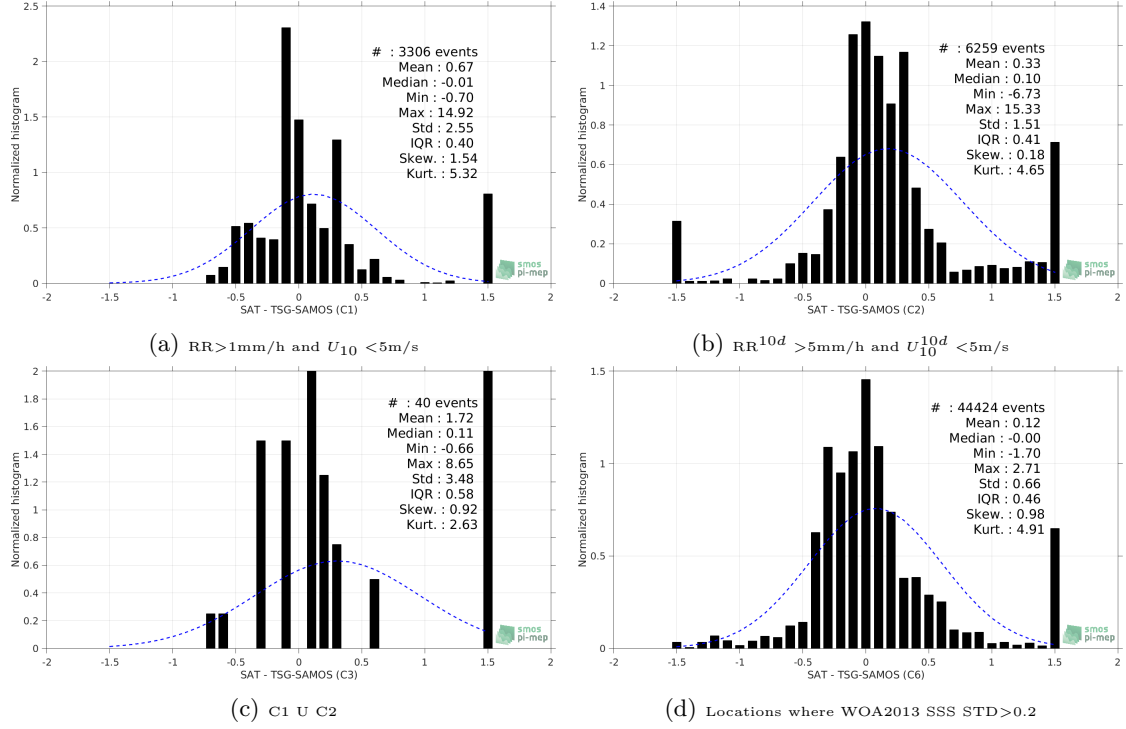 2.5
2
1.5
1
0.5
0
-2
-1.5
-1
-0.5
0
0.5
1
1.5
2
Normalized histogram
# : 3306 events
Mean : 0.67
Median : -0.01
Min : -0.70
Max : 14.92
Std : 2.55
IQR : 0.40
Skew. : 1.54
Kurt. : 5.32
smos
pi-mep
SAT - TSG-SAMOS (C1)
(a) RR>1mm/h and U10 <5m/s
1.4
1.2
1
0.8
0.6
0.4
0.2
0
-2
-1.5
-1
-0.5
0
0.5
1
1.5
2
Normalized histogram
# : 6259 events
Mean : 0.33
Median : 0.10
Min : -6.73
Max : 15.33
Std : 1.51
IQR : 0.41
Skew. : 0.18
Kurt. : 4.65
smos
pi-mep
SAT - TSG-SAMOS (C2)
(b) RR10d >5mm/h and U10 10d <5m/s
2
1.8
1.6
1.4
1.2
1
0.8
0.6
0.4
0.2
0
-2
-1.5
-1
-0.5
0
0.5
1
1.5
2
Normalized histogram
# : 40 events
Mean : 1.72
Median : 0.11
Min : -0.66
Max : 8.65
Std : 3.48
IQR : 0.58
Skew. : 0.92
Kurt. : 2.63
smos
pi-mep
SAT - TSG-SAMOS (C3)
(c) C1 U C2
1.5
1
0.5
0
-2
-1.5
-1
-0.5
0
0.5
1
1.5
2
Normalized histogram
# : 44424 events
Mean : 0.12
Median : -0.00
Min : -1.70
Max : 2.71
Std : 0.66
IQR : 0.46
Skew. : 0.98
Kurt. : 4.91
smos
pi-mep
SAT - TSG-SAMOS (C6)
(d) Locations where WOA2013 SSS STD>0.2